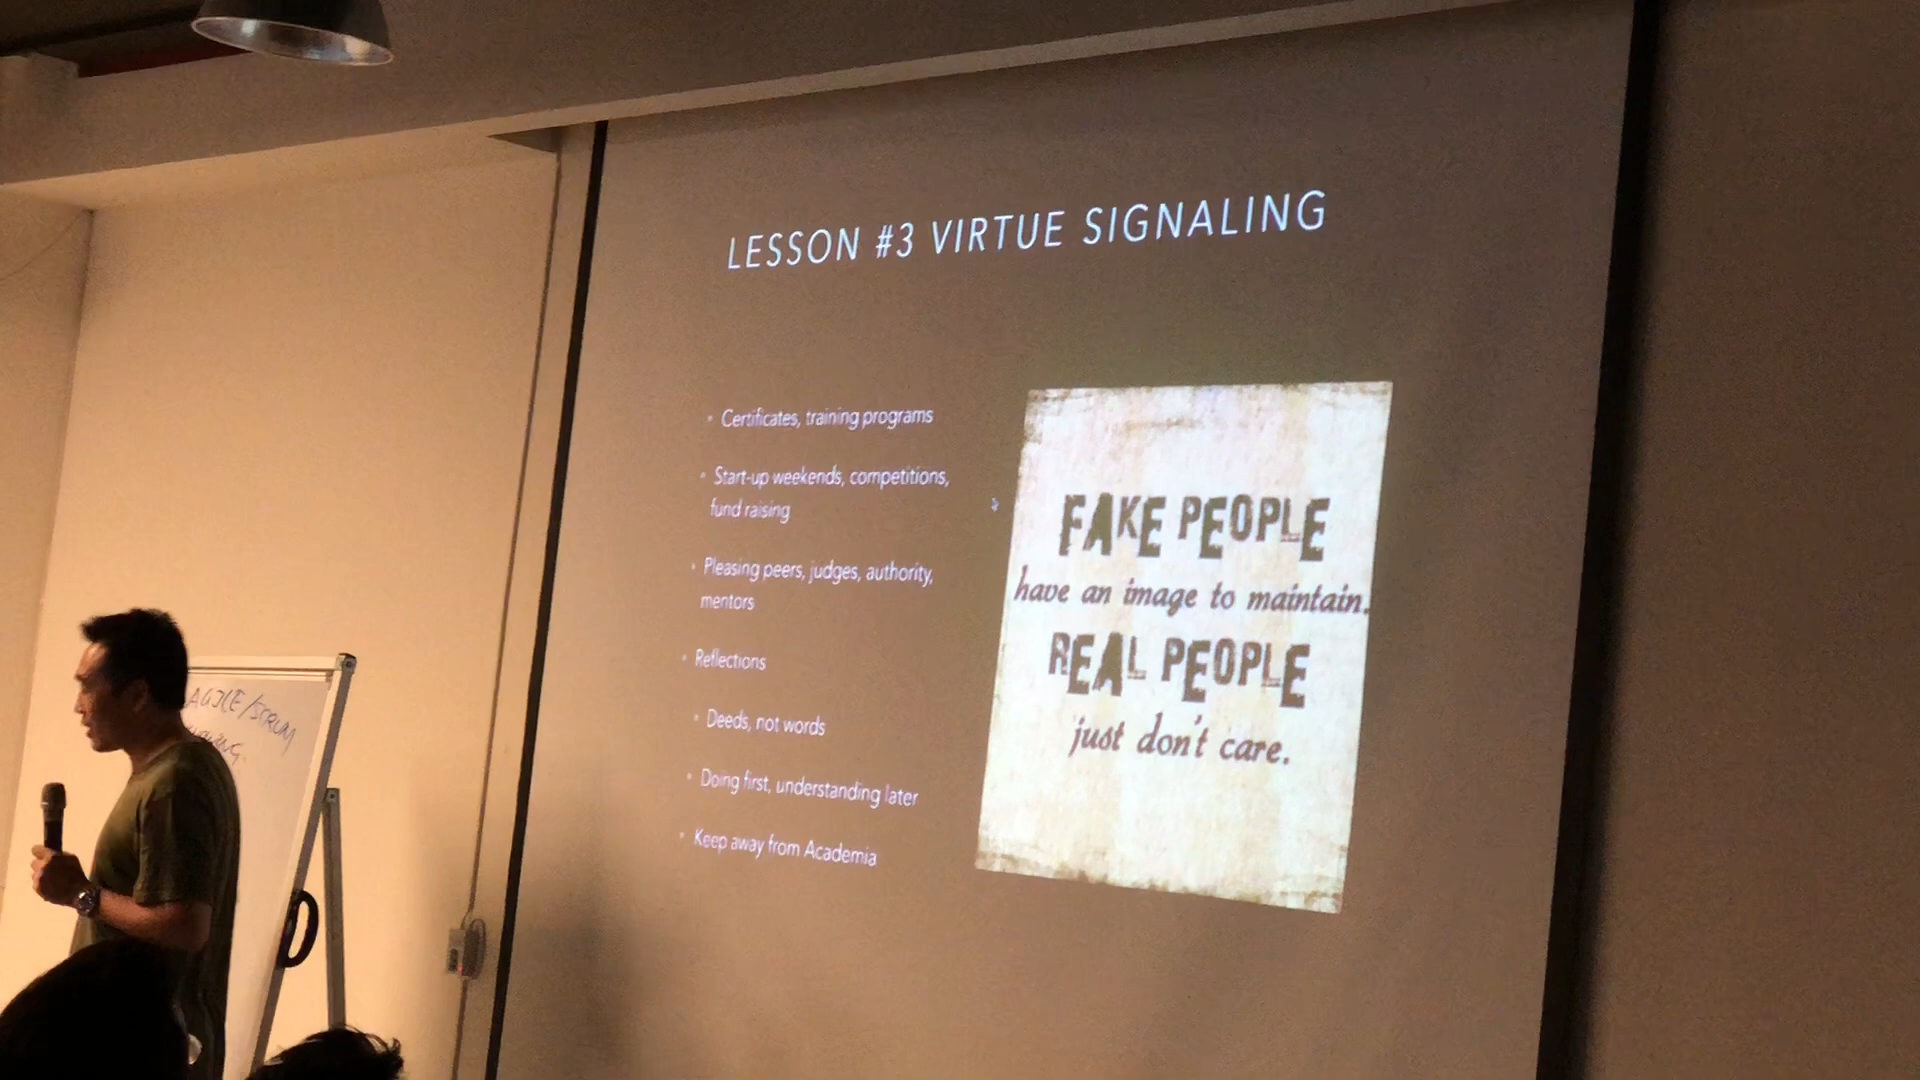 LESSON #3 VIRTUE SIGNALING
Certificates, training programs
Start-up weekends, competitions,
fund raising
Pleasing peers, judges, authority,
mentors
Reflections
Deeds, not words
Doing first, understanding later
Keep away from Academia
FAKE PEOPLE
have an image to maintain.
REAL PEOPLE
just don't care.
AGILE/SCRUM